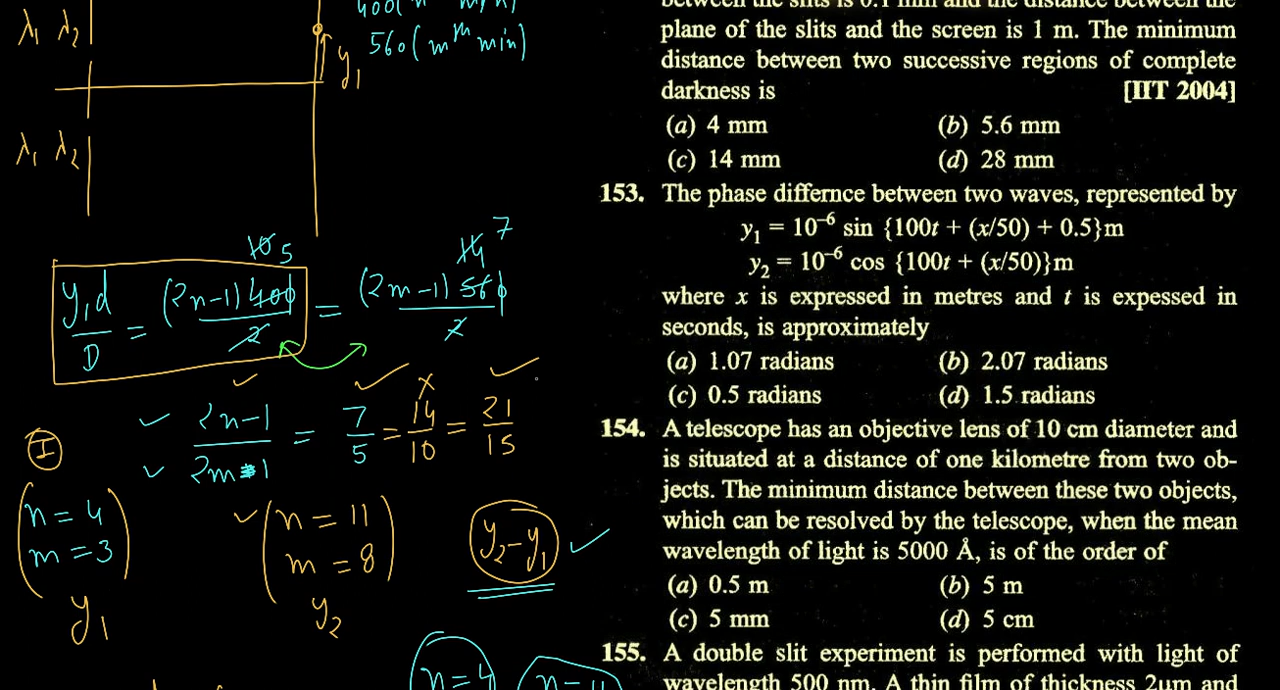 λ₁ λ₂
560 (mᵗʰ min)
y₁
λ₁ λ₂
y₁d/D = (2n-1) 400/2 = (2m-1) 560/2
10 5
14 7
(2n-1)/(2m-1) = 7/5 = 14/10 = 21/15
I
n = 4
m = 3
y₁
n = 11
m = 8
y₂
y₂-y₁
n=4
plane of the slits and the screen is 1 m. The minimum
distance between two successive regions of complete
darkness is [IIT 2004]
(a) 4 mm (b) 5.6 mm
(c) 14 mm (d) 28 mm
153. The phase differnce between two waves, represented by
y₁ = 10⁻⁶ sin {100t + (x/50) + 0.5}m
y₂ = 10⁻⁶ cos {100t + (x/50)}m
where x is expressed in metres and t is expessed in
seconds, is approximately
(a) 1.07 radians (b) 2.07 radians
(c) 0.5 radians (d) 1.5 radians
154. A telescope has an objective lens of 10 cm diameter and
is situated at a distance of one kilometre from two ob-
jects. The minimum distance between these two objects,
which can be resolved by the telescope, when the mean
wavelength of light is 5000 Å, is of the order of
(a) 0.5 m (b) 5 m
(c) 5 mm (d) 5 cm
155. A double slit experiment is performed with light of
wavelength 500 nm. A thin film of thickness 2µm and